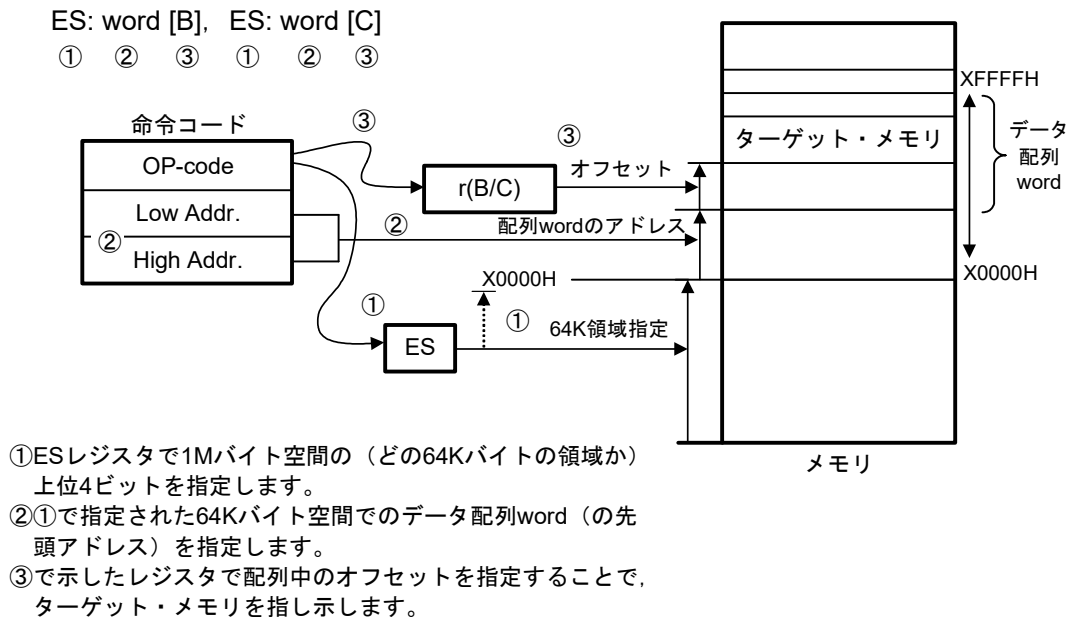 ES: word [B],  ES: word [C]
① ② ③ ① ② ③
命令コード
OP-code
Low Addr.
②
High Addr.
③
r(B/C)
③
オフセット
②
配列wordのアドレス
X0000H
①
ES
①
64K領域指定
ターゲット・メモリ
XFFFFH
データ
配列
word
X0000H
メモリ
①ESレジスタで1Mバイト空間の（どの64Kバイトの領域か）
上位4ビットを指定します。
②①で指定された64Kバイト空間でのデータ配列word（の先
頭アドレス）を指定します。
③で示したレジスタで配列中のオフセットを指定することで,
ターゲット・メモリを指し示します。